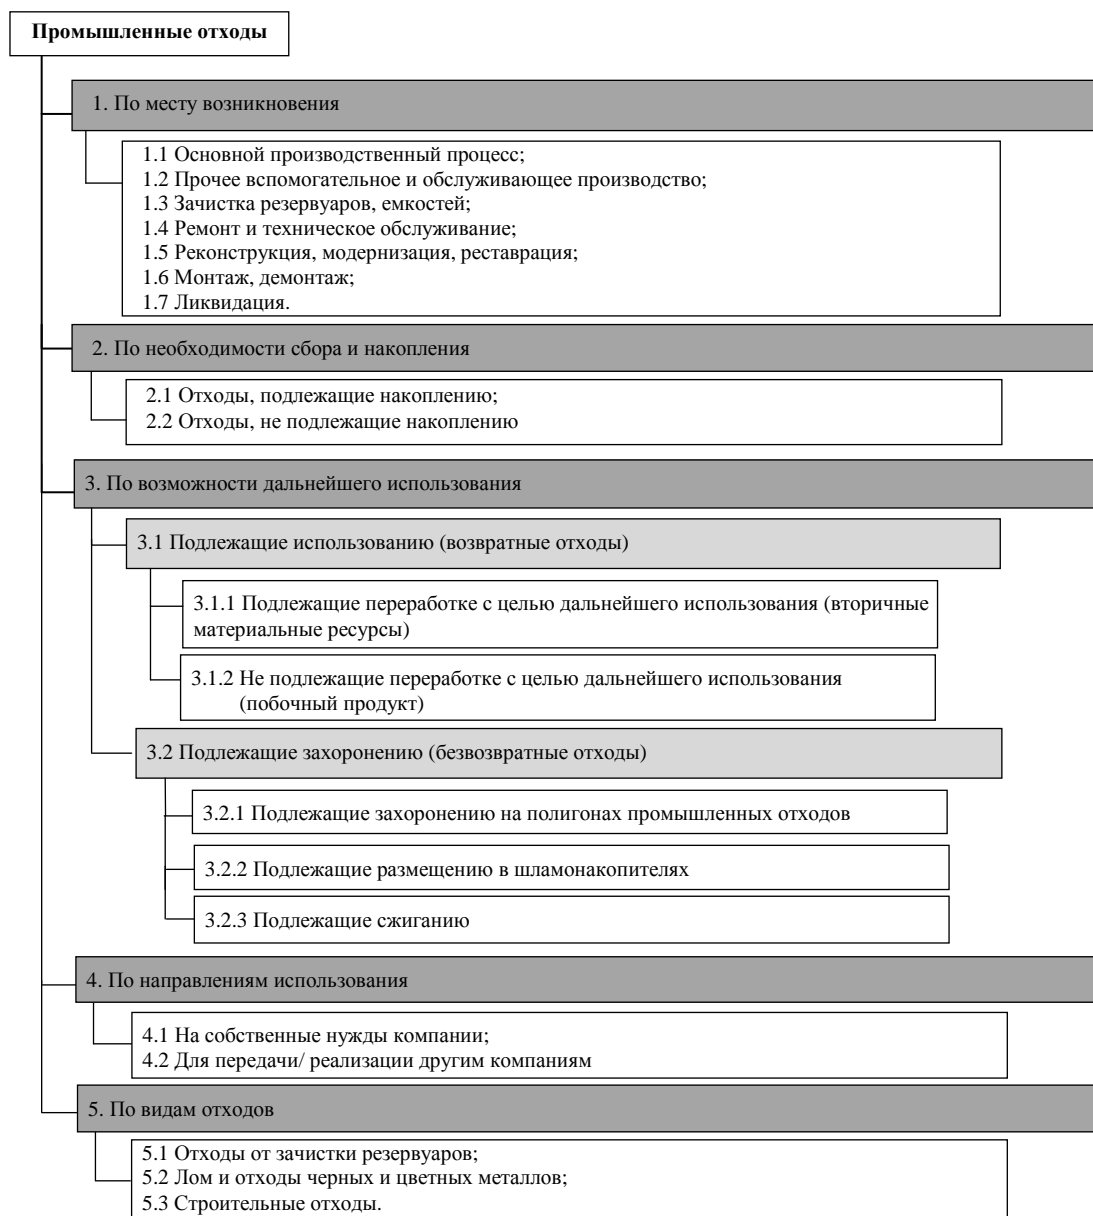 Промышленные отходы
1. По месту возникновения
1.1 Основной производственный процесс;
1.2 Прочее вспомогательное и обслуживающее производство;
1.3 Зачистка резервуаров, емкостей;
1.4 Ремонт и техническое обслуживание;
1.5 Реконструкция, модернизация, реставрация;
1.6 Монтаж, демонтаж;
1.7 Ликвидация.
2. По необходимости сбора и накопления
2.1 Отходы, подлежащие накоплению;
2.2 Отходы, не подлежащие накоплению
3. По возможности дальнейшего использования
3.1 Подлежащие использованию (возвратные отходы)
3.1.1 Подлежащие переработке с целью дальнейшего использования (вторичные
материальные ресурсы)
3.1.2 Не подлежащие переработке с целью дальнейшего использования
(побочный продукт)
3.2 Подлежащие захоронению (безвозвратные отходы)
3.2.1 Подлежащие захоронению на полигонах промышленных отходов
3.2.2 Подлежащие размещению в шламонакопителях
3.2.3 Подлежащие сжиганию
4. По направлениям использования
4.1 На собственные нужды компании;
4.2 Для передачи/ реализации другим компаниям
5. По видам отходов
5.1 Отходы от зачистки резервуаров;
5.2 Лом и отходы черных и цветных металлов;
5.3 Строительные отходы.